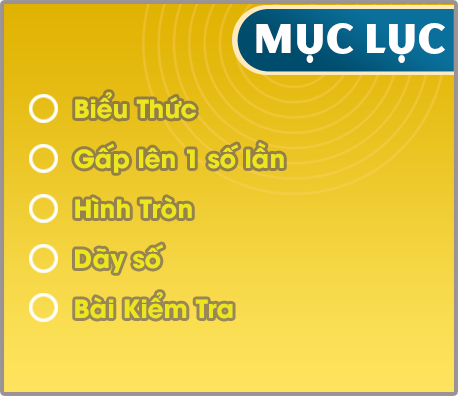 MỤC LỤC
Biểu Thức
Gấp lên 1 số lần
Hình Tròn
Dãy số
Bài Kiểm Tra